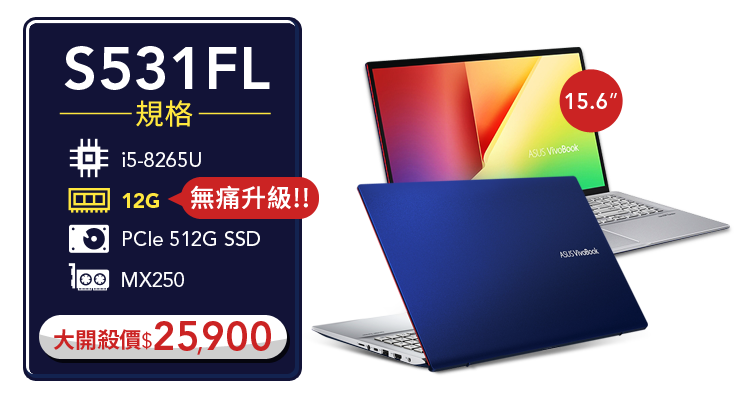 S531FL
規格
i5-8265U
12G 無痛升級!!
PCIe 512G SSD
MX250
大開殺價$25,900
15.6"
ASUS VivoBook
ASUS VivoBook